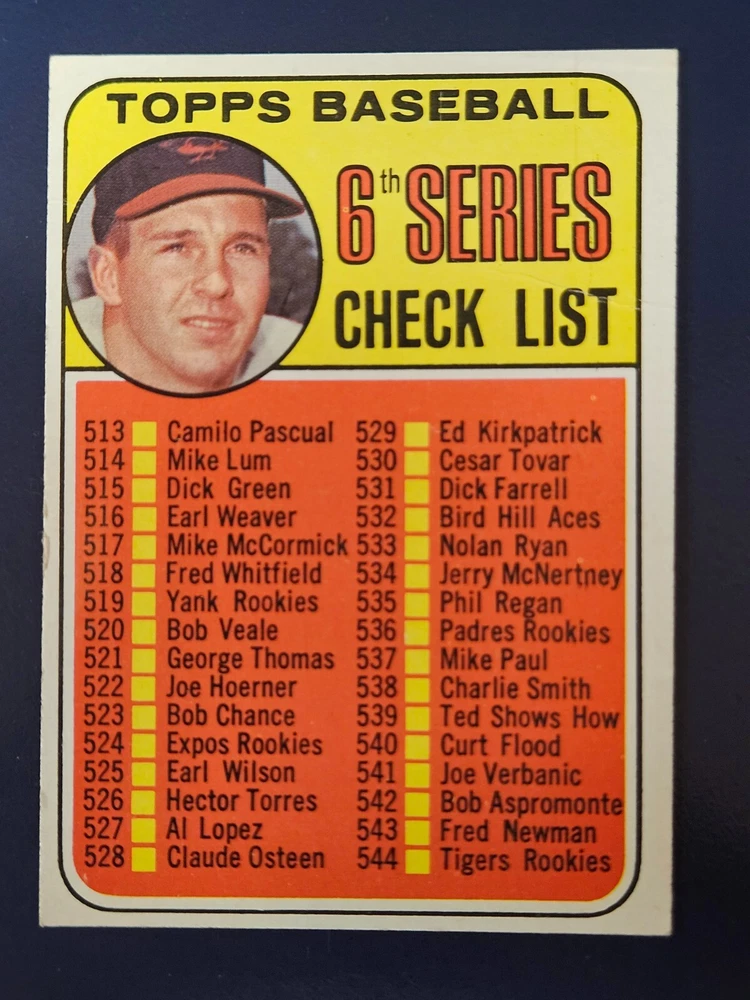 TOPPS BASEBALL
6th SERIES
CHECK LIST
513 Camilo Pascual
514 Mike Lum
515 Dick Green
516 Earl Weaver
517 Mike McCormick
518 Fred Whitfield
519 Yank Rookies
520 Bob Veale
521 George Thomas
522 Joe Hoerner
523 Bob Chance
524 Expos Rookies
525 Earl Wilson
526 Hector Torres
527 Al Lopez
528 Claude Osteen
529 Ed Kirkpatrick
530 Cesar Tovar
531 Dick Farrell
532 Bird Hill Aces
533 Nolan Ryan
534 Jerry McNertney
535 Phil Regan
536 Padres Rookies
537 Mike Paul
538 Charlie Smith
539 Ted Shows How
540 Curt Flood
541 Joe Verbanic
542 Bob Aspromonte
543 Fred Newman
544 Tigers Rookies